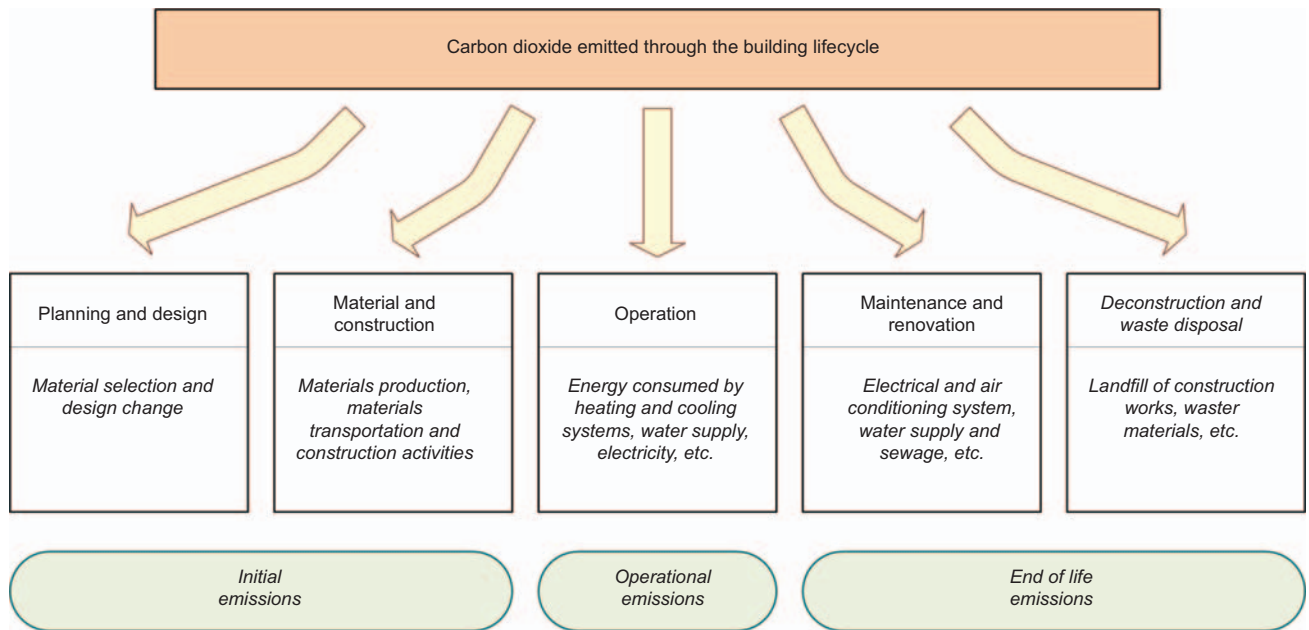 Carbon dioxide emitted through the building lifecycle
Planning and design
Material selection and
design change
Material and
construction
Materials production,
materials
transportation and
construction activities
Operation
Energy consumed by
heating and cooling
systems, water supply,
electricity, etc.
Maintenance and
renovation
Electrical and air
conditioning system,
water supply and
sewage, etc.
Deconstruction and
waste disposal
Landfill of construction
works, waster
materials, etc.
Initial
emissions
Operational
emissions
End of life
emissions